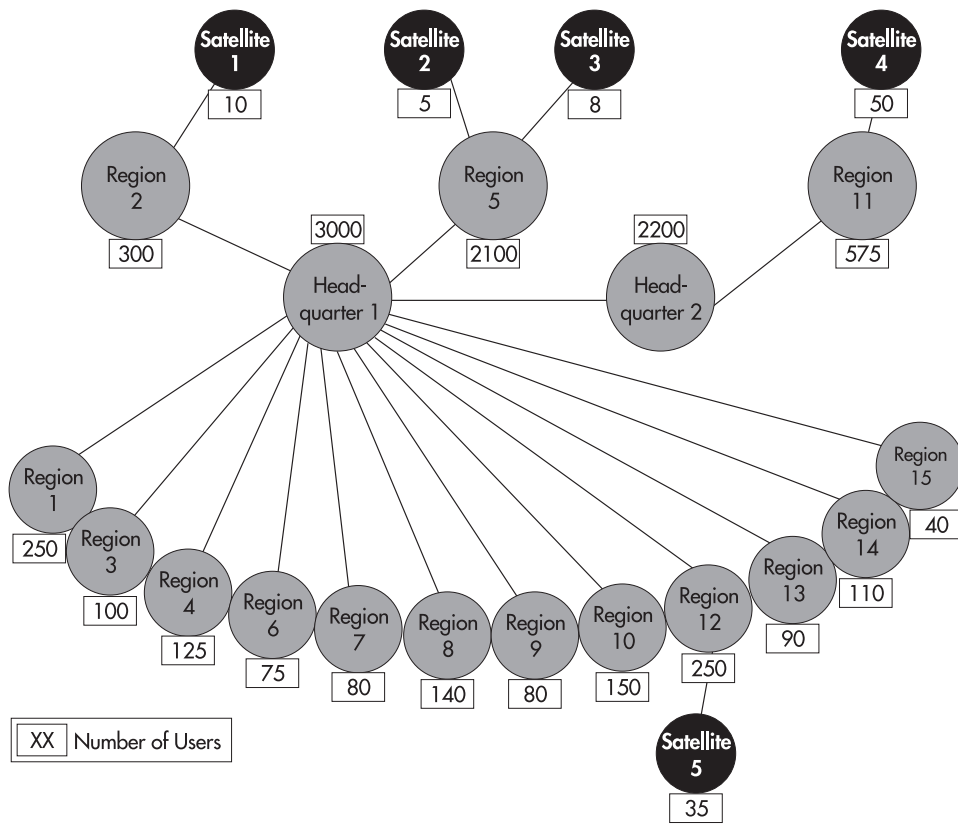 Satellite
1
10
Satellite
2
5
Satellite
3
8
Satellite
4
50
Region
2
300
Region
5
2100
Region
11
575
3000
Head-
quarter 1
2200
Head-
quarter 2
Region
1
250
Region
3
100
Region
4
125
Region
6
75
Region
7
80
Region
8
140
Region
9
80
Region
10
150
Region
12
250
Region
13
90
Region
14
110
Region
15
40
Satellite
5
35
XX Number of Users